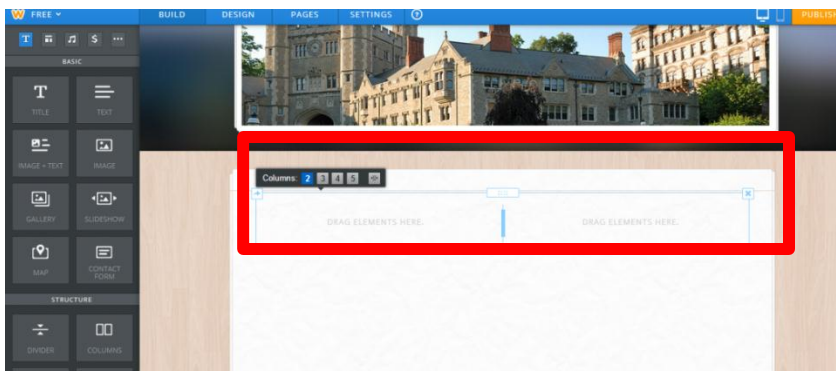 FREE BUILD DESIGN PAGES SETTINGS ? PUBLISH
T $ ...
BASIC
TITLE TEXT
IMAGE + TEXT IMAGE
GALLERY SLIDESHOW
MAP CONTACT FORM
STRUCTURE
DIVIDER COLUMNS
Columns: 2 3 4 5
DRAG ELEMENTS HERE. DRAG ELEMENTS HERE.